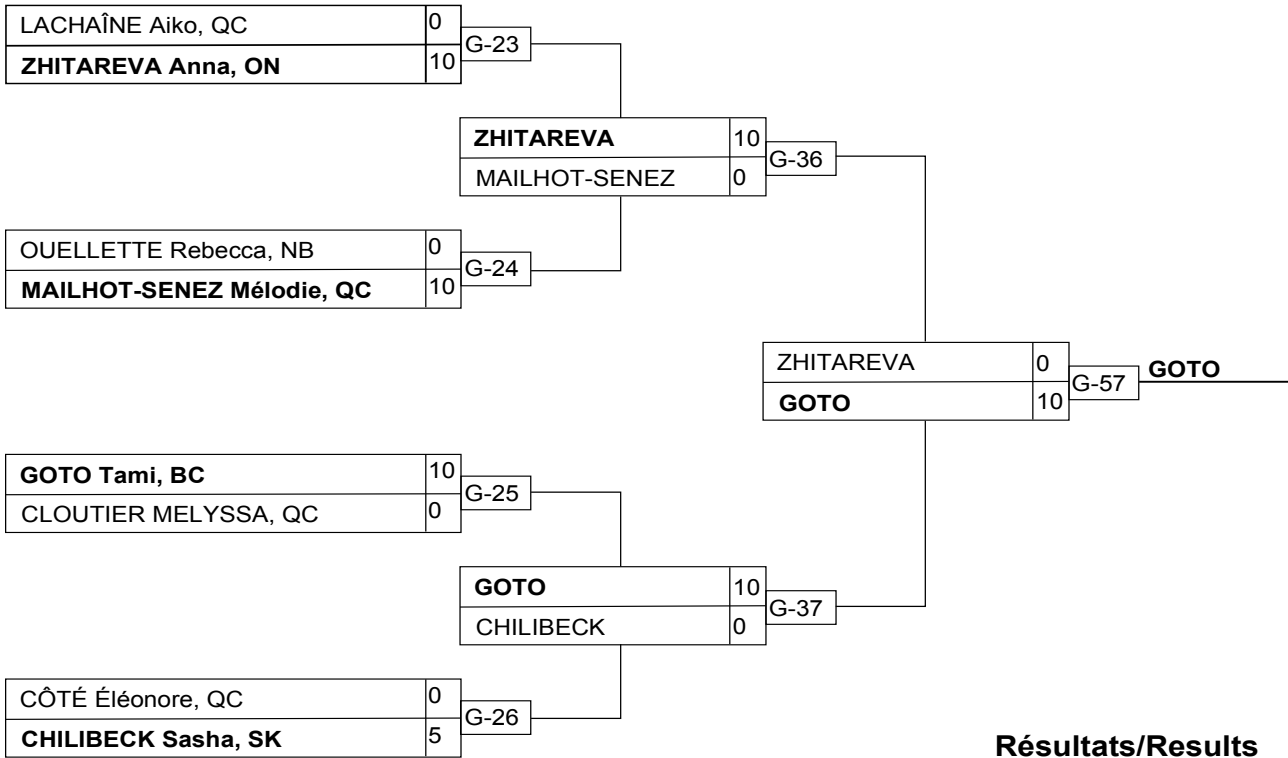 LACHAÎNE Aiko, QC 0
G-23
ZHITAREVA Anna, ON 10
ZHITAREVA 10
G-36
MAILHOT-SENEZ 0
OUELLETTE Rebecca, NB 0
G-24
MAILHOT-SENEZ Mélodie, QC 10
ZHITAREVA 0
G-57 GOTO
GOTO 10
GOTO Tami, BC 10
G-25
CLOUTIER MELYSSA, QC 0
GOTO 10
G-37
CHILIBECK 0
CÔTÉ Éléonore, QC 0
G-26
CHILIBECK Sasha, SK 5
Résultats/Results